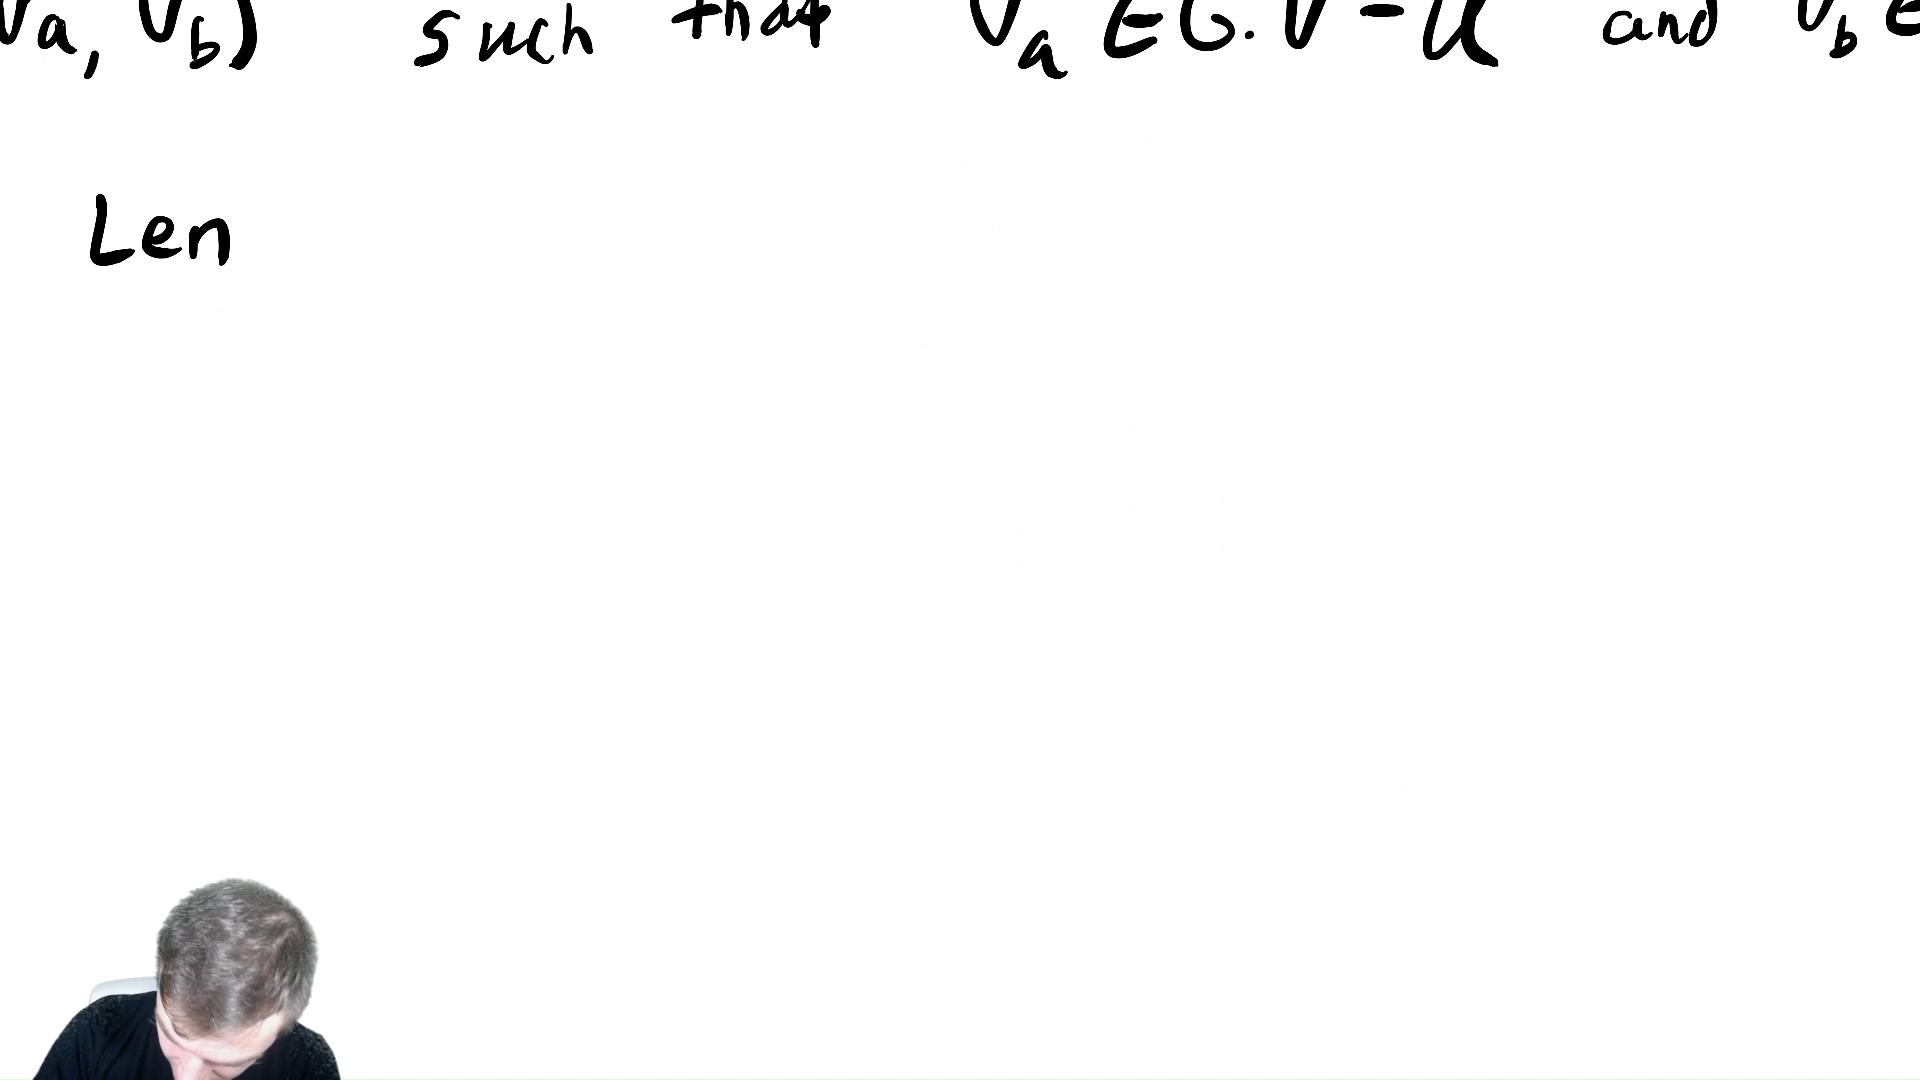 va, vb) such that va ∈ G.V - U and vb ∈
Len